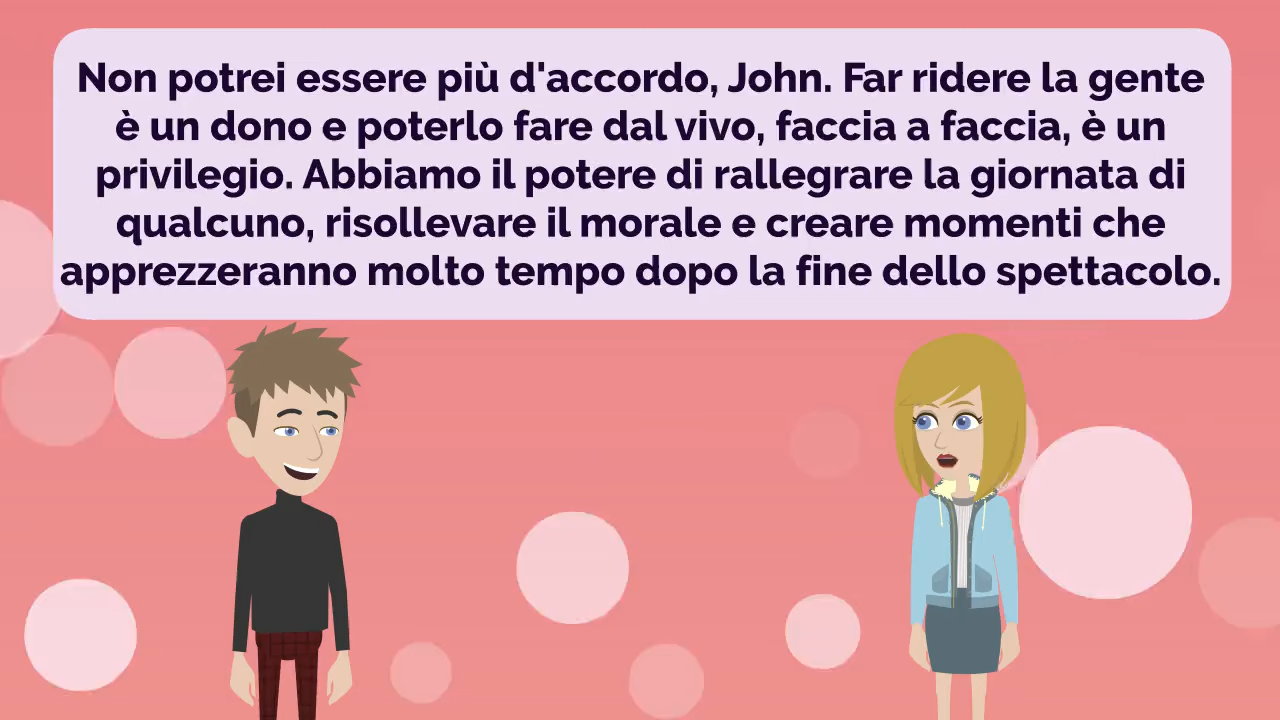 Non potrei essere più d'accordo, John. Far ridere la gente
è un dono e poterlo fare dal vivo, faccia a faccia, è un
privilegio. Abbiamo il potere di rallegrare la giornata di
qualcuno, risollevare il morale e creare momenti che
apprezzeranno molto tempo dopo la fine dello spettacolo.